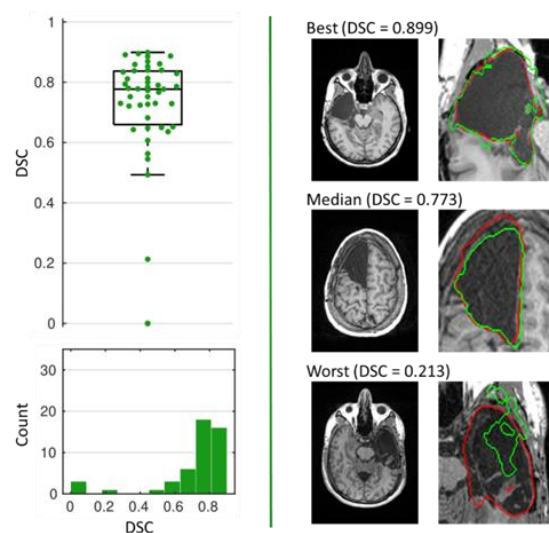 1
0.8
0.6
0.4
0.2
0
DSC
30
20
10
0
Count
0 0.2 0.4 0.6 0.8
DSC
Best (DSC = 0.899)
Median (DSC = 0.773)
Worst (DSC = 0.213)